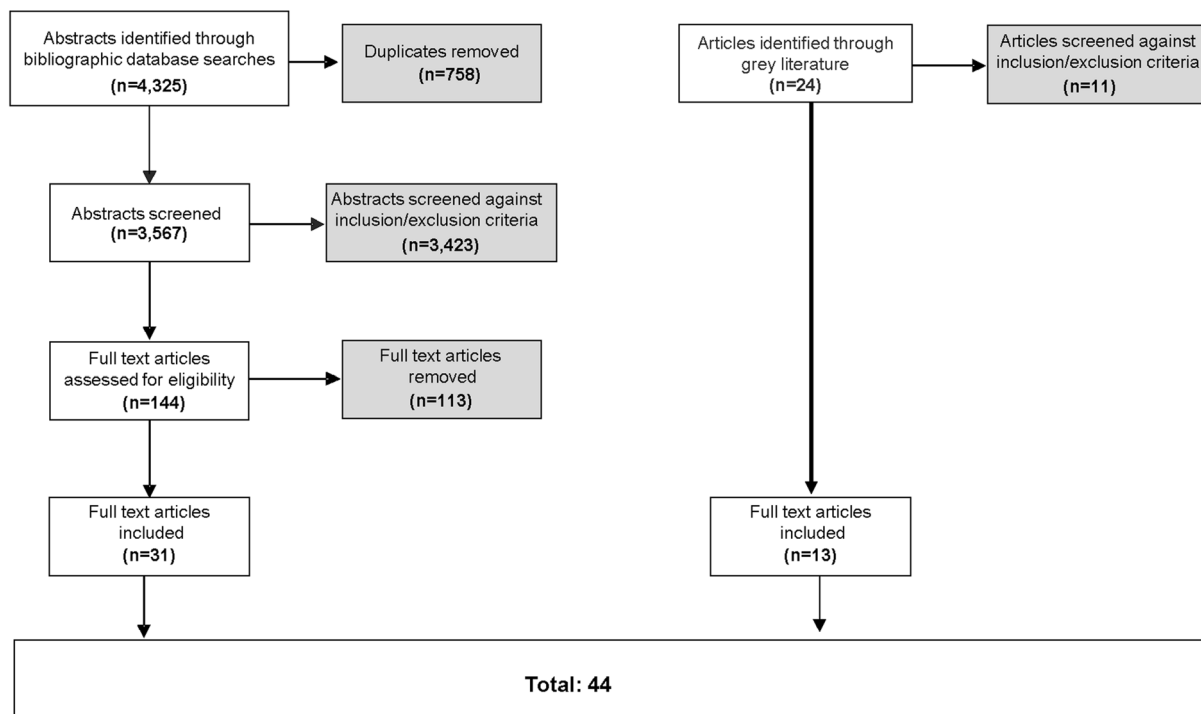 Abstracts identified through
bibliographic database searches
(n=4,325)
Duplicates removed
(n=758)
Articles identified through
grey literature
(n=24)
Articles screened against
inclusion/exclusion criteria
(n=11)
Abstracts screened
(n=3,567)
Abstracts screened against
inclusion/exclusion criteria
(n=3,423)
Full text articles
assessed for eligibility
(n=144)
Full text articles
removed
(n=113)
Full text articles
included
(n=31)
Full text articles
included
(n=13)
Total: 44